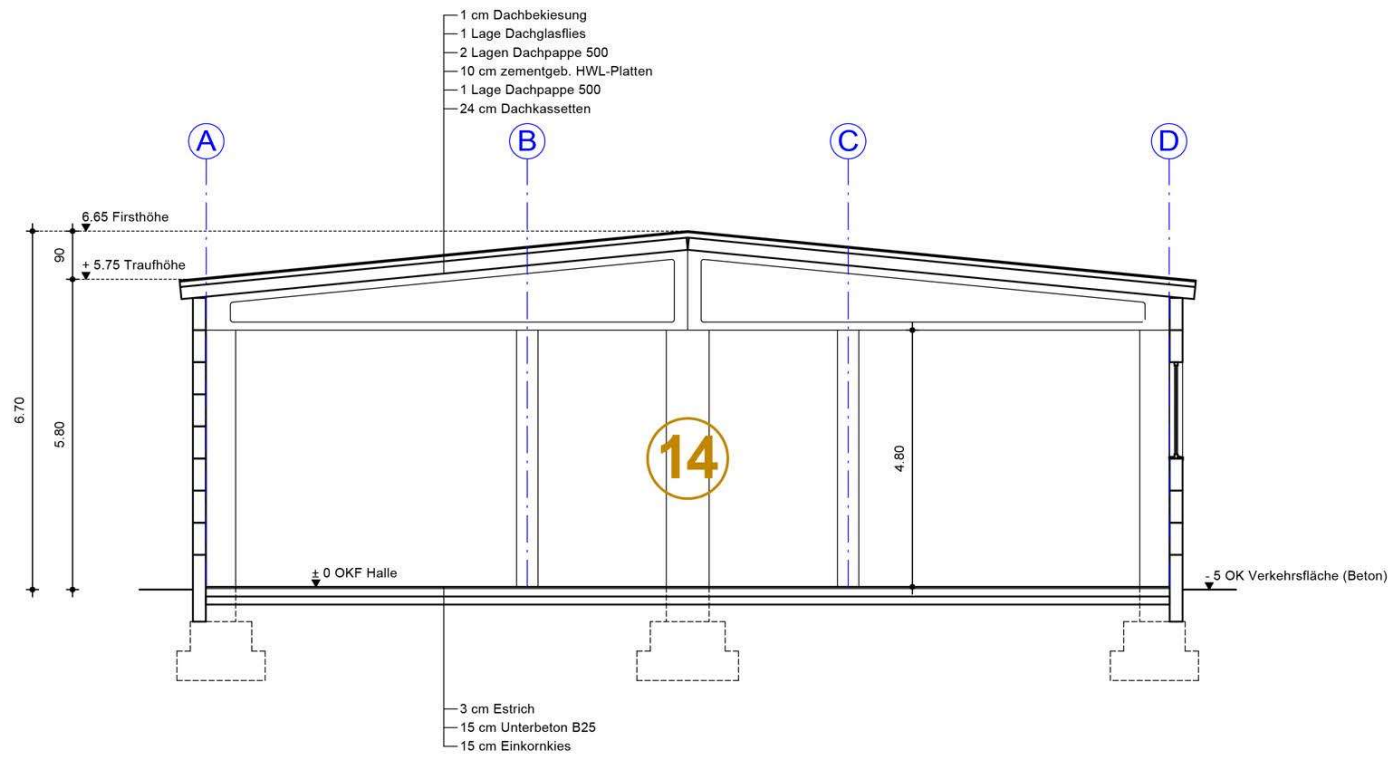 1 cm Dachbekiesung
1 Lage Dachglasflies
2 Lagen Dachpappe 500
10 cm zementgeb. HWL-Platten
1 Lage Dachpappe 500
24 cm Dachkassetten
A
B
C
D
6.65 Firsthöhe
90
+ 5.75 Traufhöhe
6.70
5.80
14
4.80
± 0 OKF Halle
- 5 OK Verkehrsfläche (Beton)
3 cm Estrich
15 cm Unterbeton B25
15 cm Einkornkies